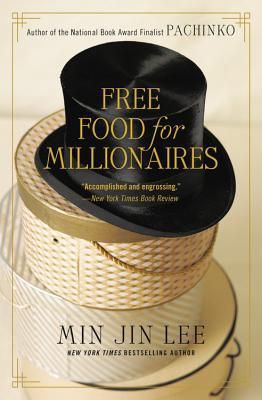 Author of the National Book Award Finalist PACHINKO
FREE
FOOD for
MILLIONAIRES
"Accomplished and engrossing."
—New York Times Book Review
MIN JIN LEE
NEW YORK TIMES BESTSELLING AUTHOR